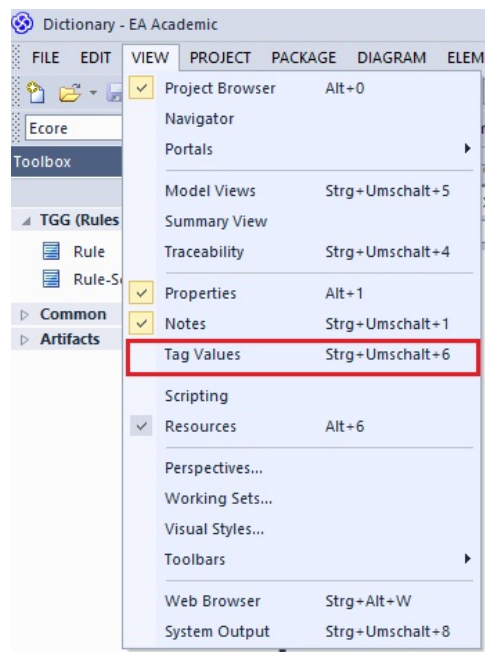 Dictionary - EA Academic
FILE EDIT VIEW PROJECT PACKAGE DIAGRAM ELEM
Ecore
Toolbox
TGG (Rules
Rule
Rule-S
Common
Artifacts
Project Browser Alt+0
Navigator
Portals
Model Views Strg+Umschalt+5
Summary View
Traceability Strg+Umschalt+4
Properties Alt+1
Notes Strg+Umschalt+1
Tag Values Strg+Umschalt+6
Scripting
Resources Alt+6
Perspectives...
Working Sets...
Visual Styles...
Toolbars
Web Browser Strg+Alt+W
System Output Strg+Umschalt+8